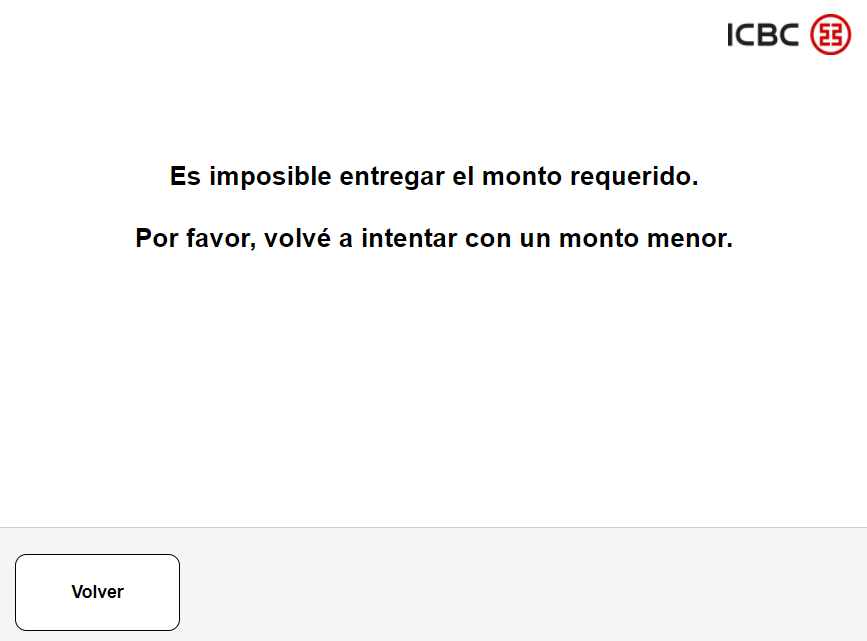 ICBC
Es imposible entregar el monto requerido.
Por favor, volvé a intentar con un monto menor.
Volver